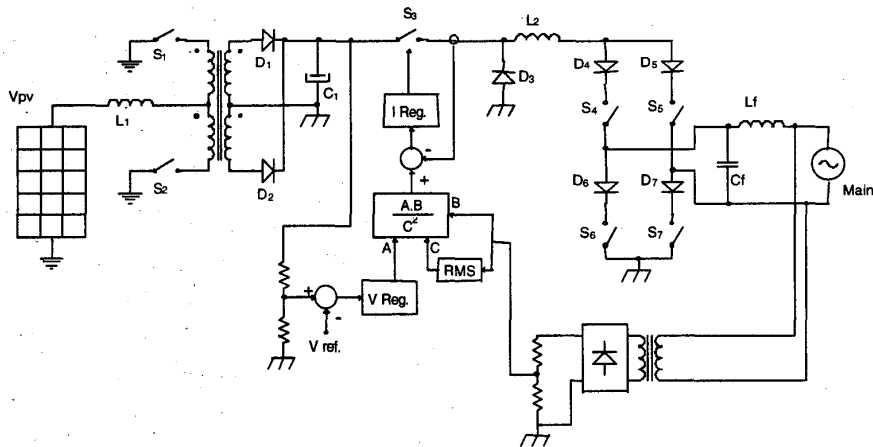 S3
L2
S1
D1
C1
D3
D4
D5
Vpv
L1
I Reg.
S4
S5
Lf
-
S2
D2
+
D6
D7
Cf
Main
A.B
C2
B
S6
S7
A
C
RMS
+
-
V Reg.
V ref.